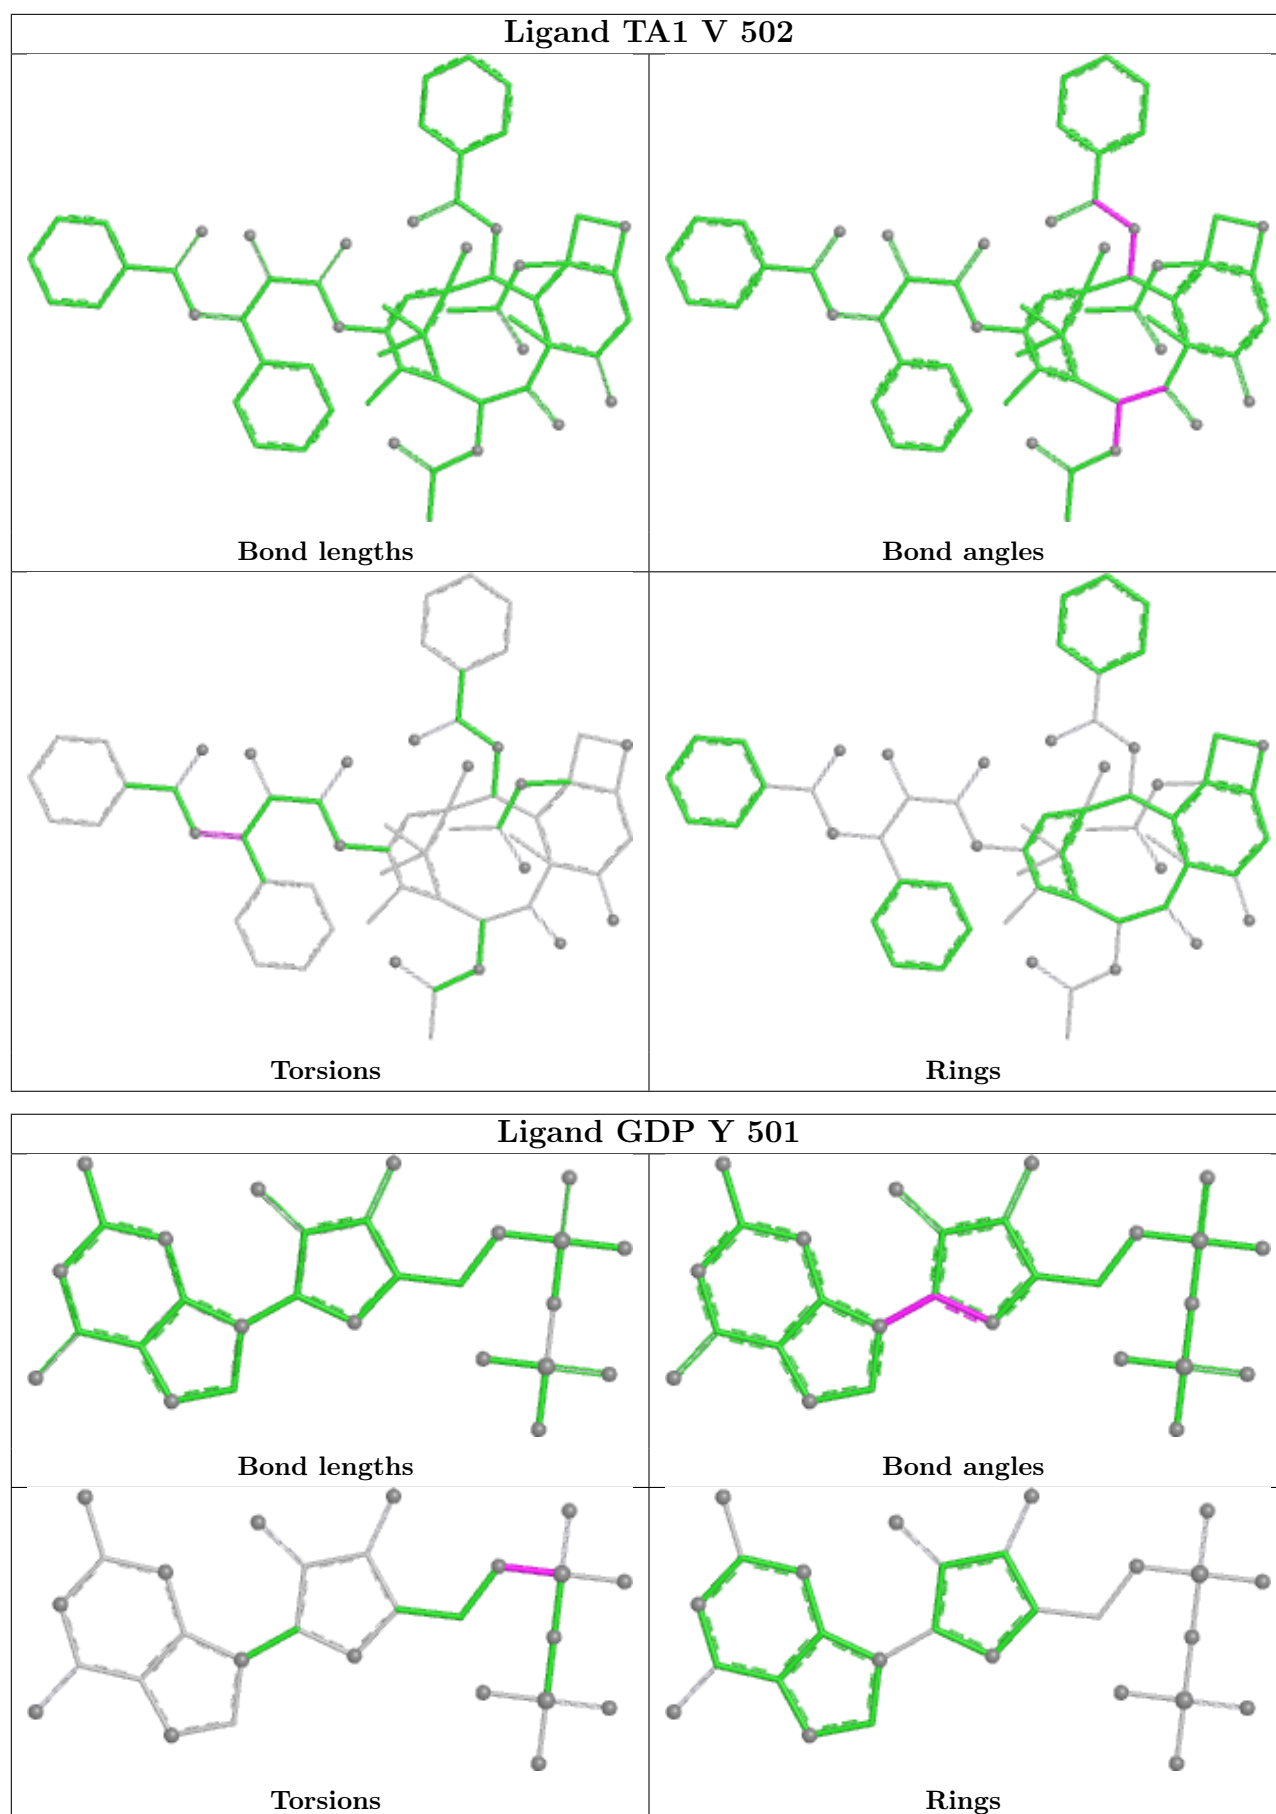 Ligand TA1 V 502
Bond lengths
Bond angles
Torsions
Rings
Ligand GDP Y 501
Bond lengths
Bond angles
Torsions
Rings